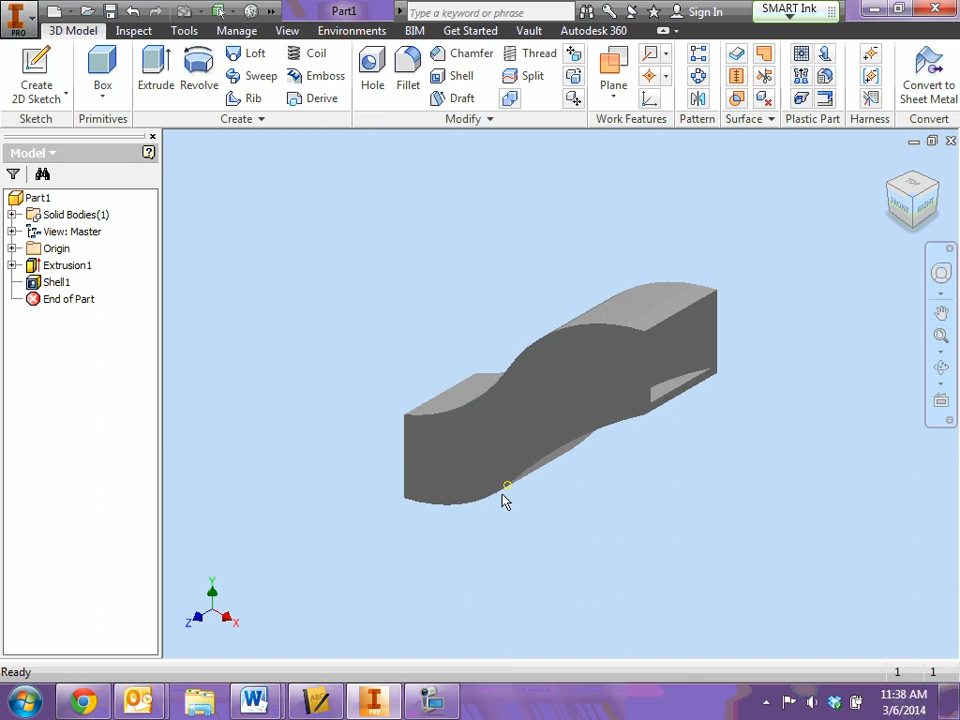 Part1
Type a keyword or phrase
Sign In
SMART Ink
PRO
3D Model
Inspect
Tools
Manage
View
Environments
BIM
Get Started
Vault
Autodesk 360
Create
2D Sketch
Box
Extrude
Revolve
Loft
Sweep
Rib
Coil
Emboss
Derive
Hole
Fillet
Chamfer
Shell
Draft
Thread
Split
Plane
Convert to
Sheet Metal
Sketch
Primitives
Create
Modify
Work Features
Pattern
Surface
Plastic Part
Harness
Convert
Model
Part1
Solid Bodies(1)
View: Master
Origin
Extrusion1
Shell1
End of Part
TOP
FRONT
RIGHT
Y
Z
X
Ready
1
1
11:38 AM
3/6/2014